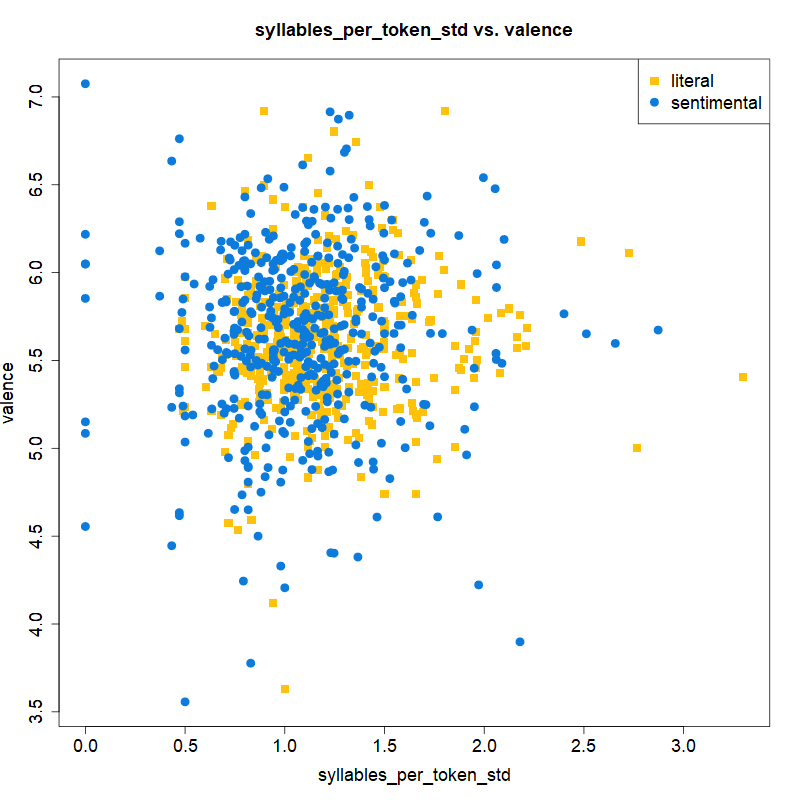 syllables_per_token_std vs. valence
literal
sentimental
valence
7.0
6.5
6.0
5.5
5.0
4.5
4.0
3.5
0.0 0.5 1.0 1.5 2.0 2.5 3.0
syllables_per_token_std